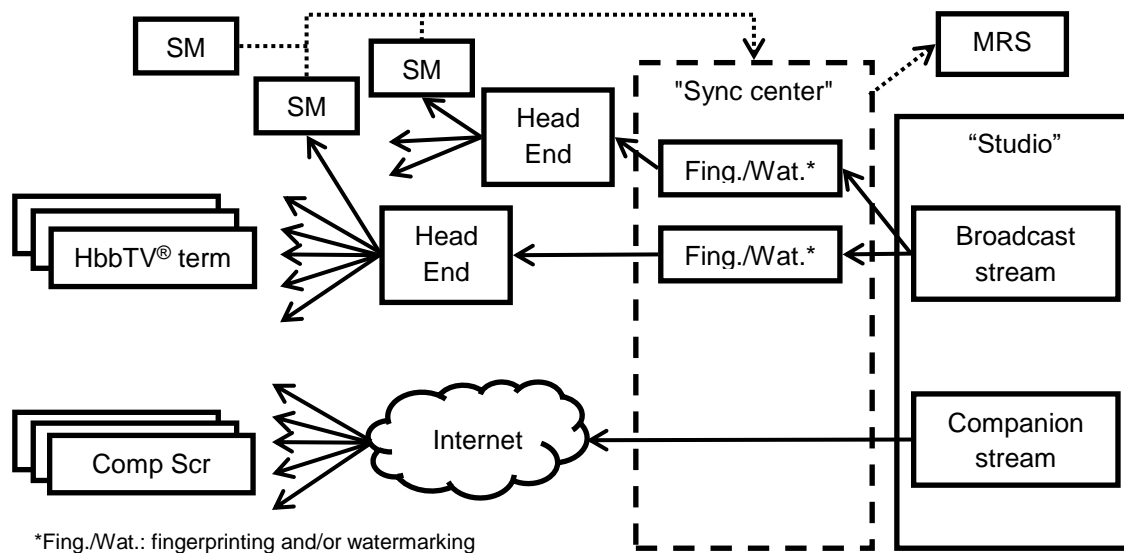 SM
MRS
SM
"Sync center"
SM
Head
End
“Studio”
Fing./Wat.*
HbbTV® term
Head
End
Fing./Wat.*
Broadcast
stream
Comp Scr
Internet
Companion
stream
*Fing./Wat.: fingerprinting and/or watermarking